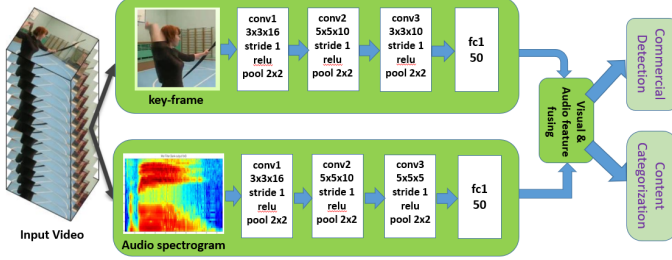 Input Video
key-frame
conv1
3x3x16
stride 1
relu
pool 2x2
conv2
5x5x10
stride 1
relu
pool 2x2
conv3
3x3x10
stride 1
relu
pool 2x2
fc1
50
Audio spectrogram
conv1
3x3x16
stride 1
relu
pool 2x2
conv2
5x5x10
stride 1
relu
pool 2x2
conv3
5x5x5
stride 1
relu
pool 2x2
fc1
50
Visual &
Audio feature
fusing
Commercial
Detection
Content
Categorization